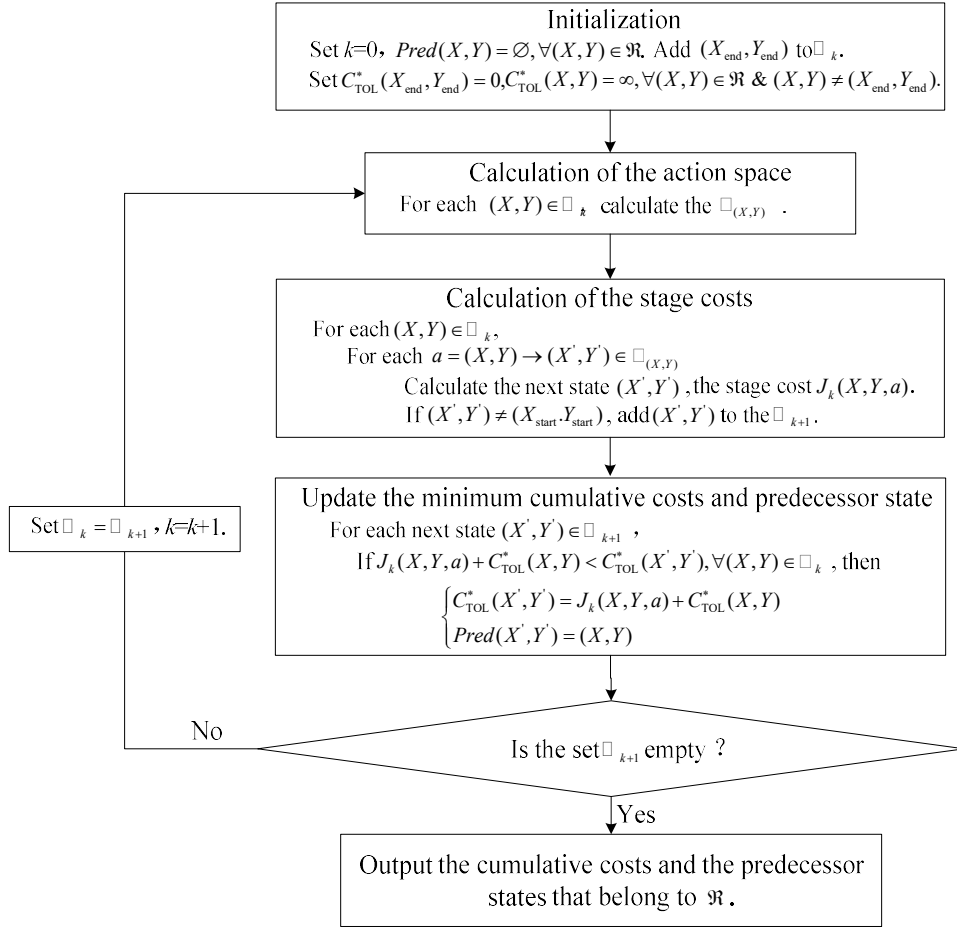 Initialization
Set k=0, Pred(X,Y)=∅,∀(X,Y)∈ℜ. Add (X_end,Y_end) to□_k.
Set C*_TOL(X_end,Y_end)=0,C*_TOL(X,Y)=∞,∀(X,Y)∈ℜ & (X,Y)≠(X_end,Y_end).
Calculation of the action space
For each (X,Y)∈□_k calculate the □_(X,Y) .
Calculation of the stage costs
For each (X,Y)∈□_k,
For each a=(X,Y)→(X',Y')∈□_(X,Y)
Calculate the next state (X',Y'), the stage cost J_k(X,Y,a).
If (X',Y')≠(X_start.Y_start), add (X',Y') to the□_k+1.
Update the minimum cumulative costs and predecessor state
For each next state (X',Y')∈□_k+1 ,
If J_k(X,Y,a)+C*_TOL(X,Y)<C*_TOL(X',Y'),∀(X,Y)∈□_k , then
{C*_TOL(X',Y')=J_k(X,Y,a)+C*_TOL(X,Y)
Pred(X',Y')=(X,Y)
Set□_k=□_k+1, k=k+1.
No
Is the set□_k+1 empty ?
Yes
Output the cumulative costs and the predecessor
states that belong to ℜ.